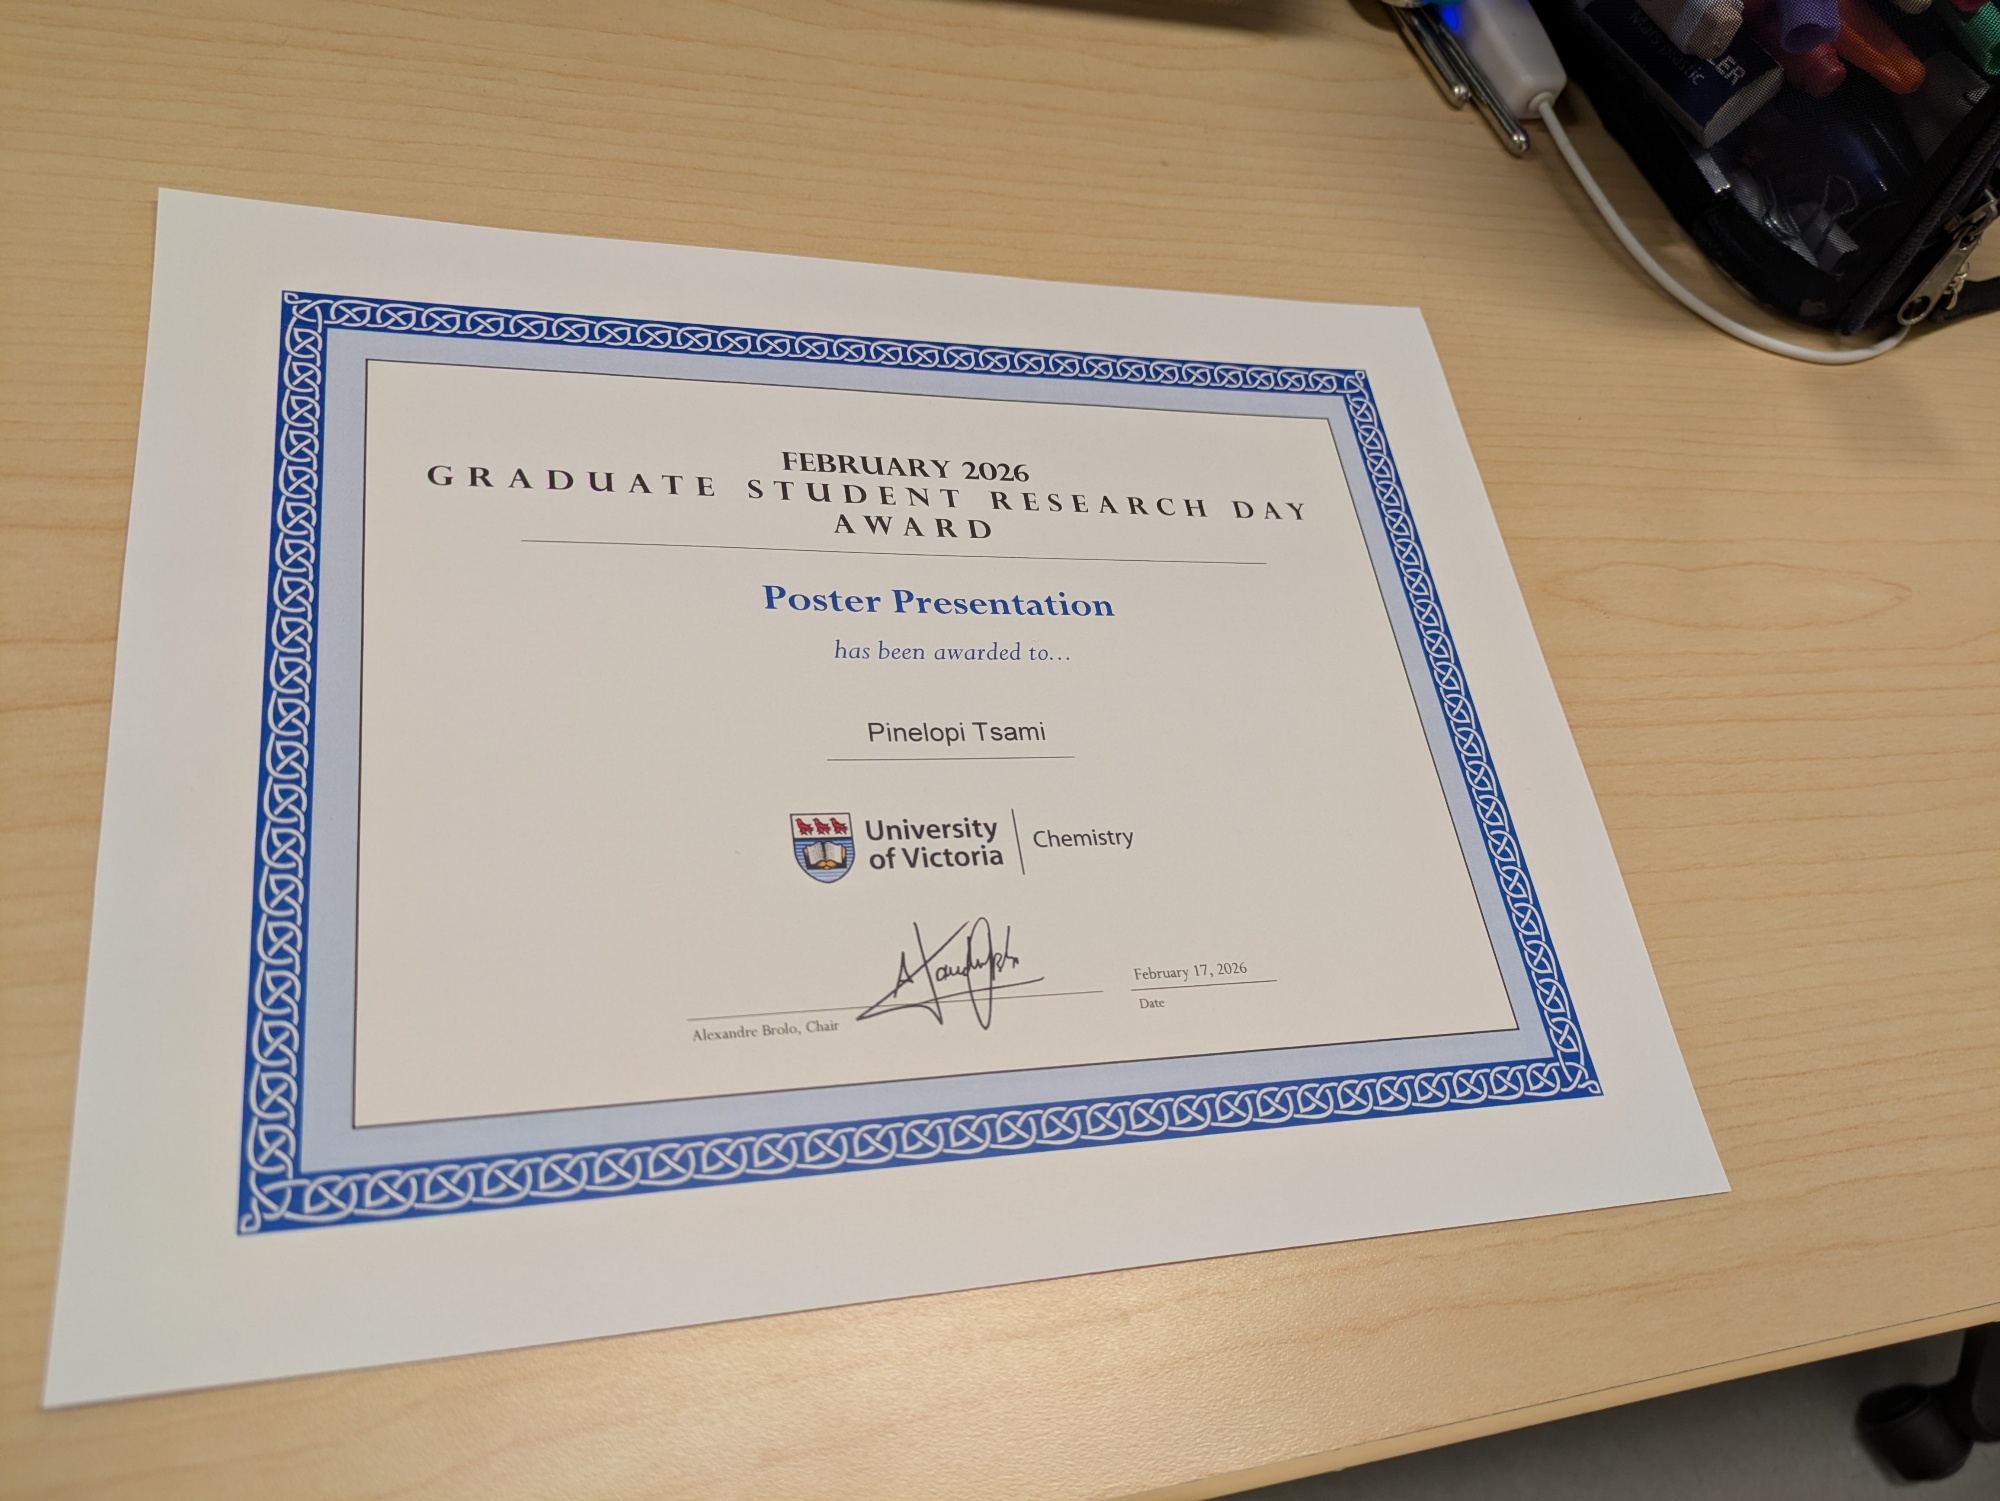 FEBRUARY 2026
GRADUATE STUDENT RESEARCH DAY
AWARD
Poster Presentation
has been awarded to...
Pinelopi Tsami
University
of Victoria
Chemistry
February 17, 2026
Date
Alexandre Brolo, Chair